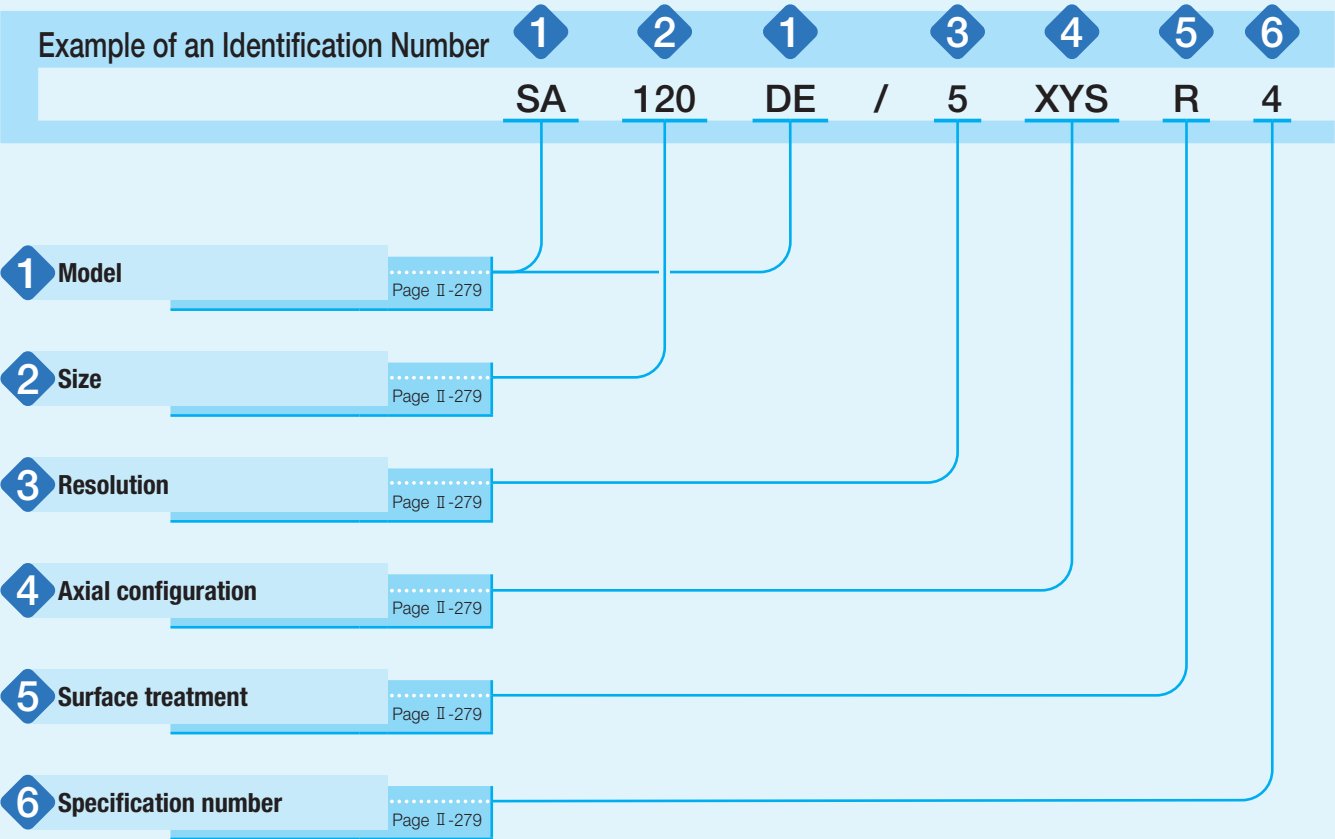 Example of an Identification Number 1 2 1 3 4 5 6
SA 120 DE / 5 XYS R 4
1 Model
Page Ⅱ-279
2 Size
Page Ⅱ-279
3 Resolution
Page Ⅱ-279
4 Axial configuration
Page Ⅱ-279
5 Surface treatment
Page Ⅱ-279
6 Specification number
Page Ⅱ-279